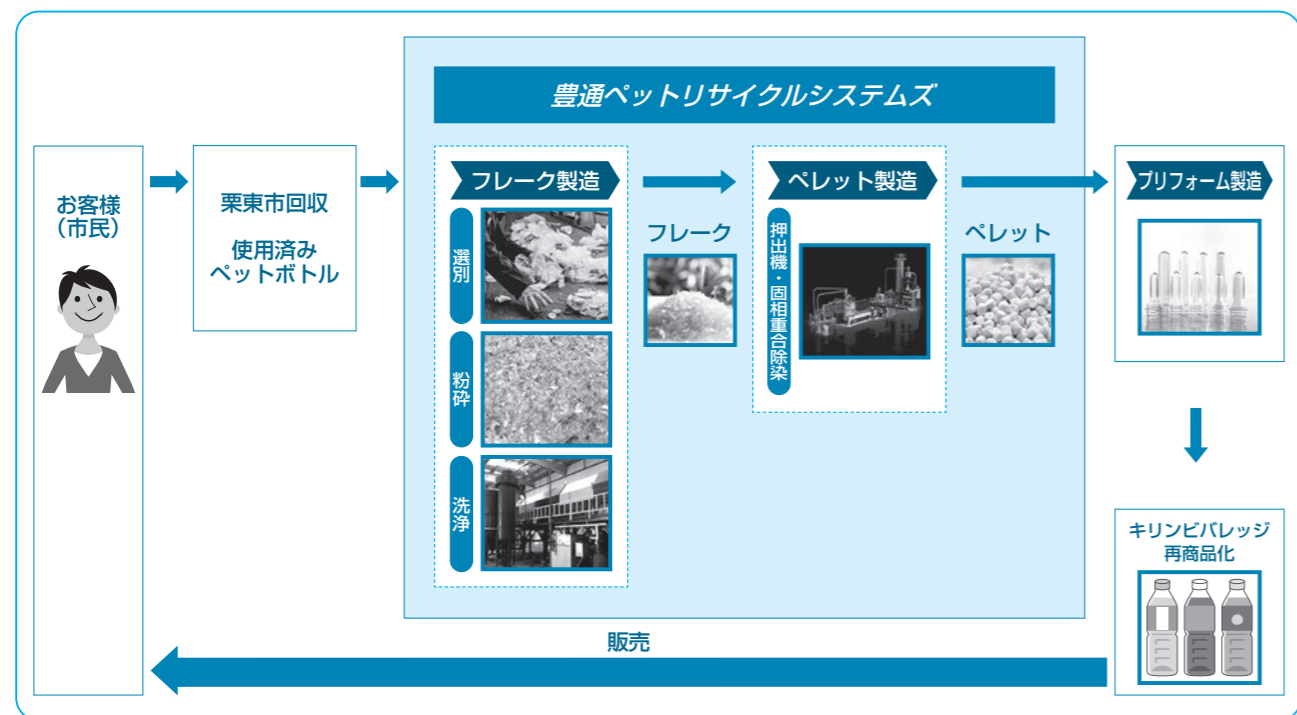 豊通ペットリサイクルシステムズ
お客様
(市民)
栗東市回収
使用済み
ペットボトル
フレーク製造
選別
粉砕
洗浄
フレーク
ペレット製造
押出機・固相重合除染
ペレット
プリフォーム製造
キリンビバレッジ
再商品化
販売